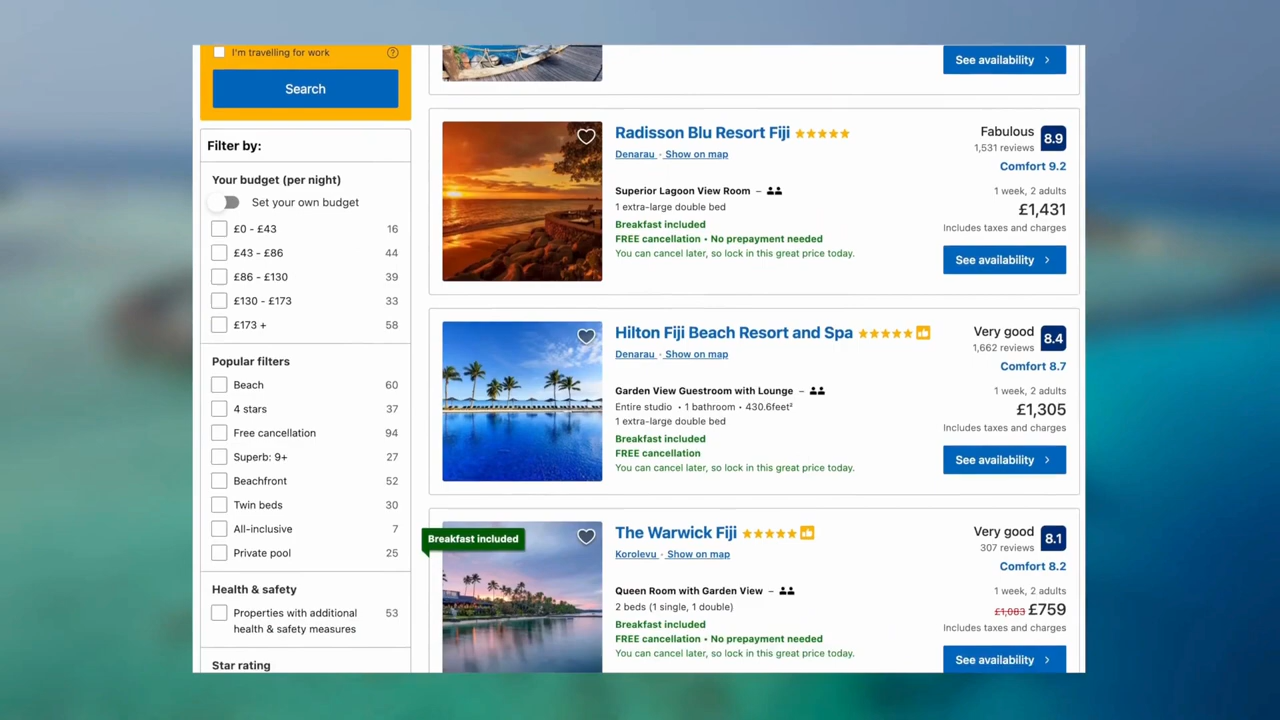 I'm travelling for work
Search
Filter by:
Your budget (per night)
Set your own budget
£0 - £43 16
£43 - £86 44
£86 - £130 39
£130 - £173 33
£173 + 58
Popular filters
Beach 60
4 stars 37
Free cancellation 94
Superb: 9+ 27
Beachfront 52
Twin beds 30
All-inclusive 7
Private pool 25
Health & safety
Properties with additional 53
health & safety measures
Star rating
See availability
Radisson Blu Resort Fiji
Denarau · Show on map
Superior Lagoon View Room –
1 extra-large double bed
Breakfast included
FREE cancellation • No prepayment needed
You can cancel later, so lock in this great price today.
Fabulous 8.9
1,531 reviews
Comfort 9.2
1 week, 2 adults
£1,431
Includes taxes and charges
See availability
Hilton Fiji Beach Resort and Spa
Denarau · Show on map
Garden View Guestroom with Lounge –
Entire studio • 1 bathroom • 430.6feet²
1 extra-large double bed
Breakfast included
FREE cancellation
You can cancel later, so lock in this great price today.
Very good 8.4
1,662 reviews
Comfort 8.7
1 week, 2 adults
£1,305
Includes taxes and charges
See availability
Breakfast included
The Warwick Fiji
Korolevu · Show on map
Queen Room with Garden View –
2 beds (1 single, 1 double)
Breakfast included
FREE cancellation • No prepayment needed
You can cancel later, so lock in this great price today.
Very good 8.1
307 reviews
Comfort 8.2
1 week, 2 adults
£1,083 £759
Includes taxes and charges
See availability